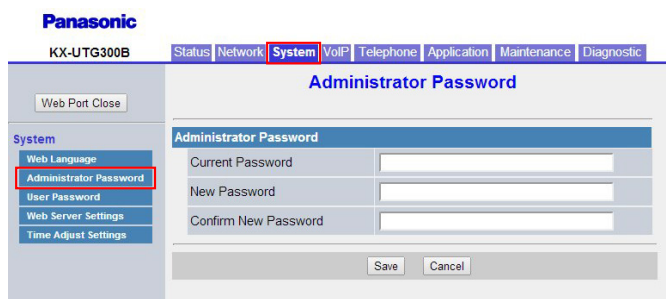 Panasonic
KX-UTG300B
Status Network System VoIP Telephone Application Maintenance Diagnostic
Web Port Close
Administrator Password
System
Web Language
Administrator Password
User Password
Web Server Settings
Time Adjust Settings
Administrator Password
Current Password
New Password
Confirm New Password
Save Cancel